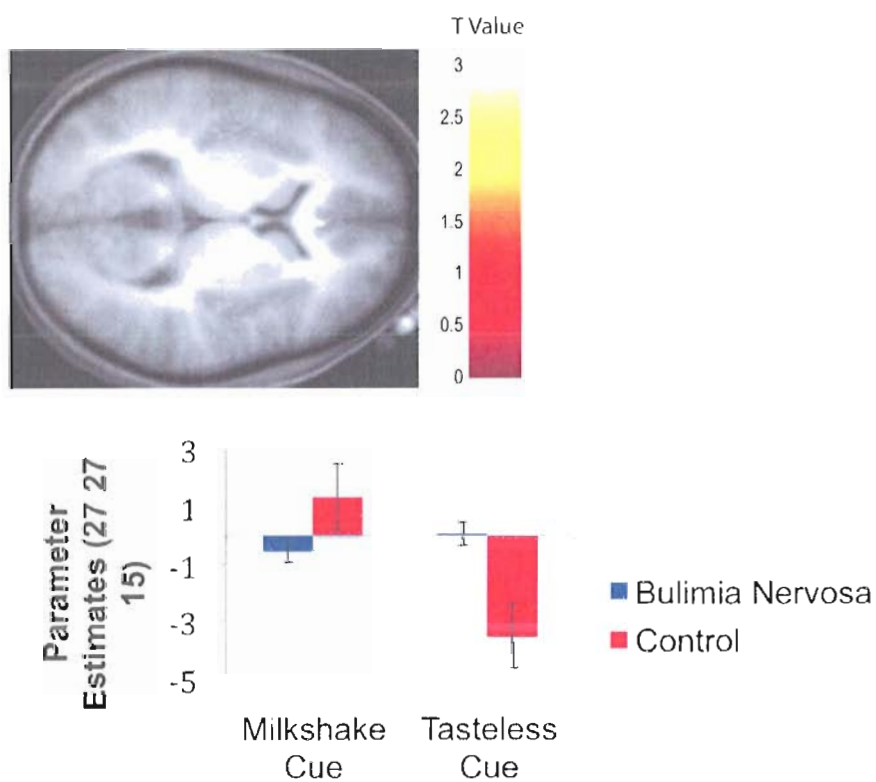 T Value
3
2.5
2
1.5
1
0.5
0
Parameter
Estimates (27 27
15)
3
1
-1
-3
-5
Bulimia Nervosa
Control
Milkshake
Cue
Tasteless
Cue